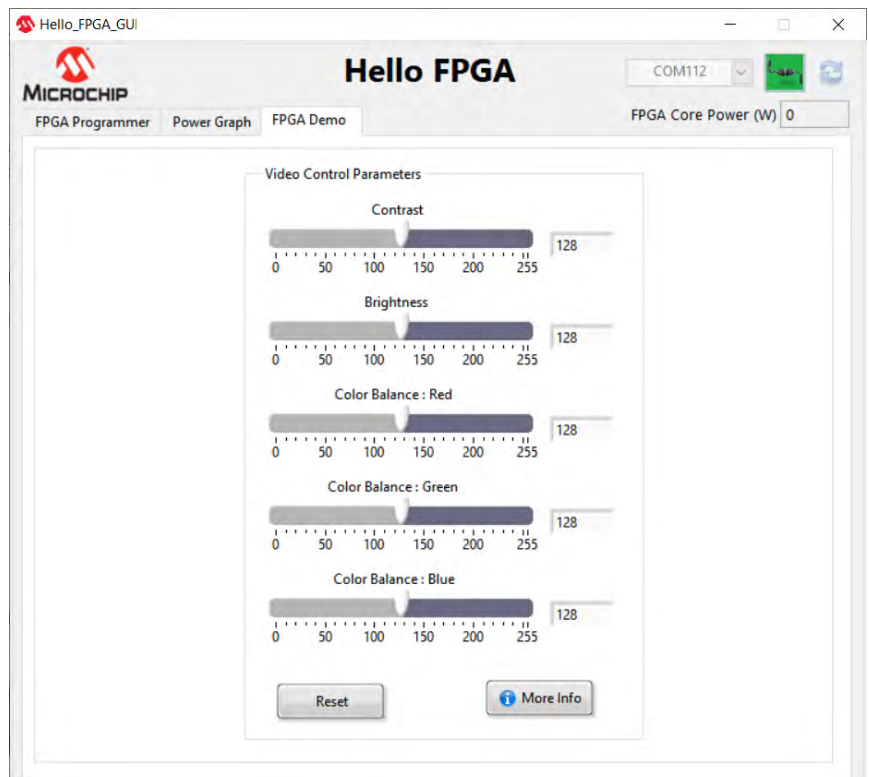 Hello_FPGA_GUI
MICROCHIP
Hello FPGA
COM112
FPGA Programmer Power Graph FPGA Demo
FPGA Core Power (W) 0
Video Control Parameters
Contrast
128
0 50 100 150 200 255
Brightness
128
0 50 100 150 200 255
Color Balance : Red
128
0 50 100 150 200 255
Color Balance : Green
128
0 50 100 150 200 255
Color Balance : Blue
128
0 50 100 150 200 255
Reset
More Info